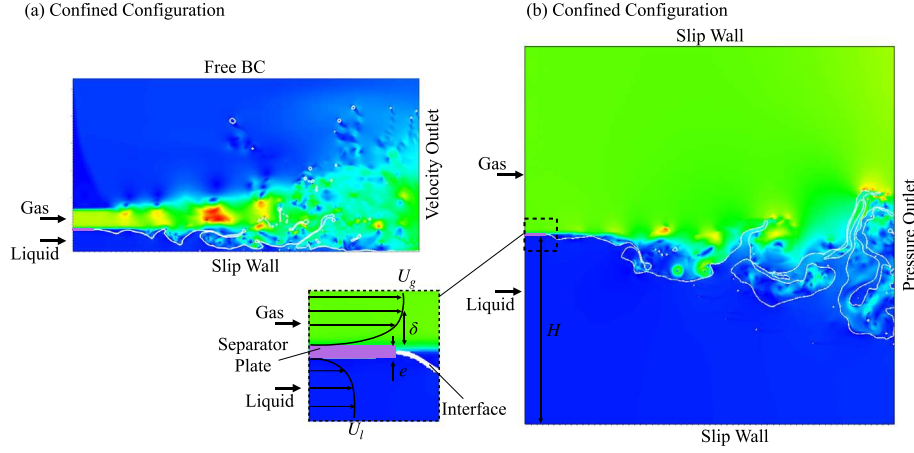 (a) Confined Configuration
Free BC
Gas
Liquid
Velocity Outlet
Slip Wall
(b) Confined Configuration
Slip Wall
Gas
Liquid
H
Pressure Outlet
Slip Wall
U_g
Gas
δ
Separator
Plate
e
Liquid
Interface
U_l